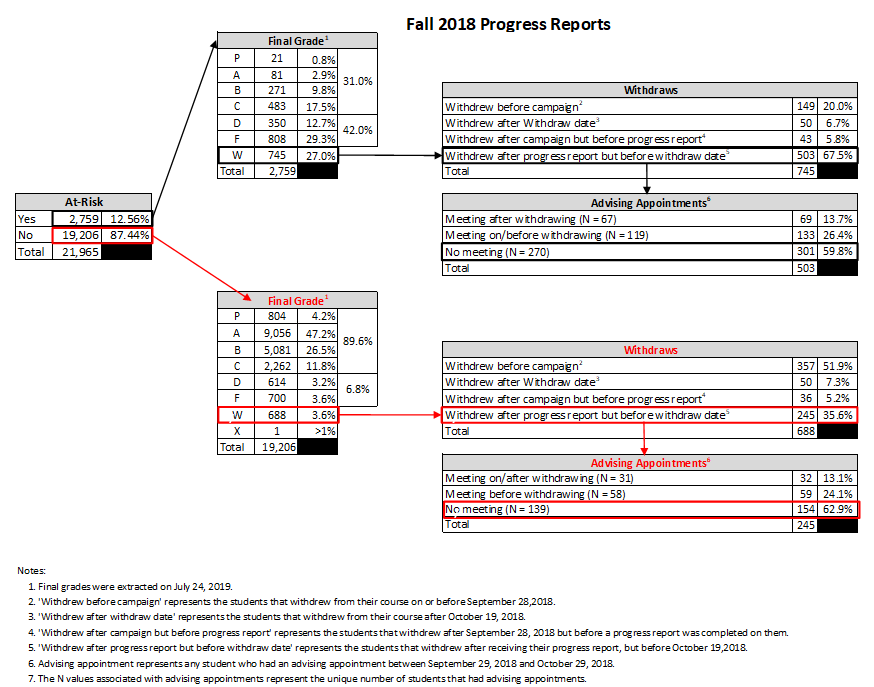 Fall 2018 Progress Reports
Final Grade1
P 21 0.8%
A 81 2.9%
B 271 9.8%
31.0%
C 483 17.5%
D 350 12.7%
F 808 29.3%
42.0%
W 745 27.0%
Total 2,759
Withdraws
Withdrew before campaign2 149 20.0%
Withdrew after Withdraw date3 50 6.7%
Withdrew after campaign but before progress report4 43 5.8%
Withdrew after progress report but before withdraw date5 503 67.5%
Total 745
At-Risk
Yes 2,759 12.56%
No 19,206 87.44%
Total 21,965
Advising Appointments6
Meeting after withdrawing (N = 67) 69 13.7%
Meeting on/before withdrawing (N = 119) 133 26.4%
No meeting (N = 270) 301 59.8%
Total 503
Final Grade1
P 804 4.2%
A 9,056 47.2%
B 5,081 26.5%
89.6%
C 2,262 11.8%
D 614 3.2%
F 700 3.6%
6.8%
W 688 3.6%
X 1 >1%
Total 19,206
Withdraws
Withdrew before campaign2 357 51.9%
Withdrew after Withdraw date3 50 7.3%
Withdrew after campaign but before progress report4 36 5.2%
Withdrew after progress report but before withdraw date5 245 35.6%
Total 688
Advising Appointments6
Meeting on/after withdrawing (N = 31) 32 13.1%
Meeting before withdrawing (N = 58) 59 24.1%
No meeting (N = 139) 154 62.9%
Total 245
Notes:
1. Final grades were extracted on July 24, 2019.
2. 'Withdrew before campaign' represents the students that withdrew from their course on or before September 28,2018.
3. 'Withdrew after withdraw date' represents the students that withdrew from their course after October 19, 2018.
4. 'Withdrew after campaign but before progress report' represents the students that withdrew after September 28, 2018 but before a progress report was completed on them.
5. 'Withdrew after progress report but before withdraw date' represents the students that withdrew after receiving their progress report, but before October 19,2018.
6. Advising appointment represents any student who had an advising appointment between September 29, 2018 and October 29, 2018.
7. The N values associated with advising appointments represent the unique number of students that had advising appointments.